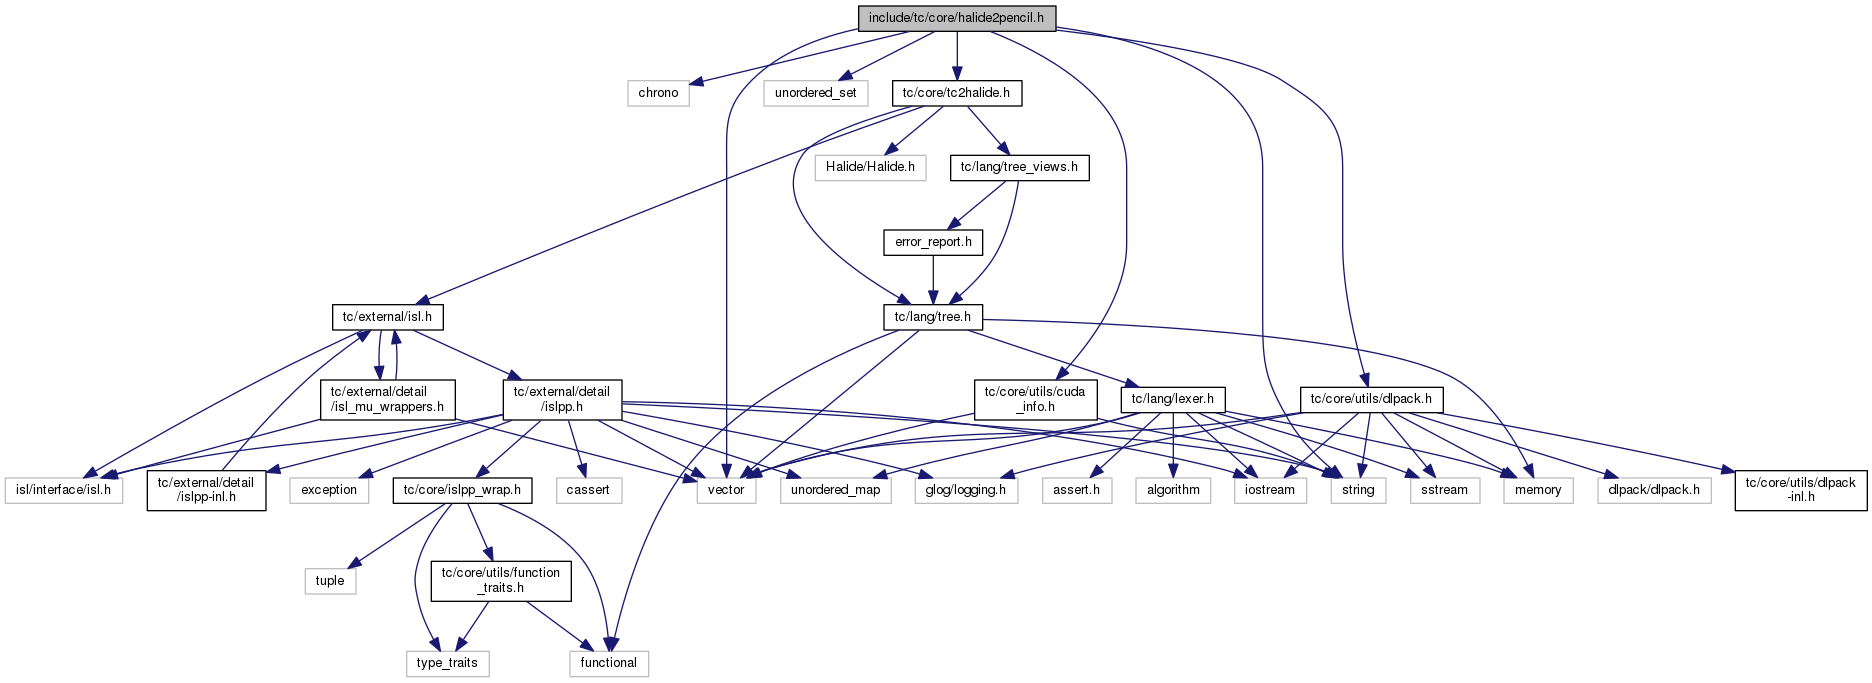 include/tc/core/halide2pencil.h
chrono
unordered_set
tc/core/tc2halide.h
Halide/Halide.h
tc/lang/tree_views.h
error_report.h
tc/external/isl.h
tc/lang/tree.h
tc/external/detail
/isl_mu_wrappers.h
tc/external/detail
/islpp.h
tc/core/utils/cuda
_info.h
tc/lang/lexer.h
tc/core/utils/dlpack.h
isl/interface/isl.h
tc/external/detail
/islpp-inl.h
exception
tc/core/islpp_wrap.h
cassert
vector
unordered_map
glog/logging.h
assert.h
algorithm
iostream
string
sstream
memory
dlpack/dlpack.h
tc/core/utils/dlpack
-inl.h
tuple
tc/core/utils/function
_traits.h
type_traits
functional